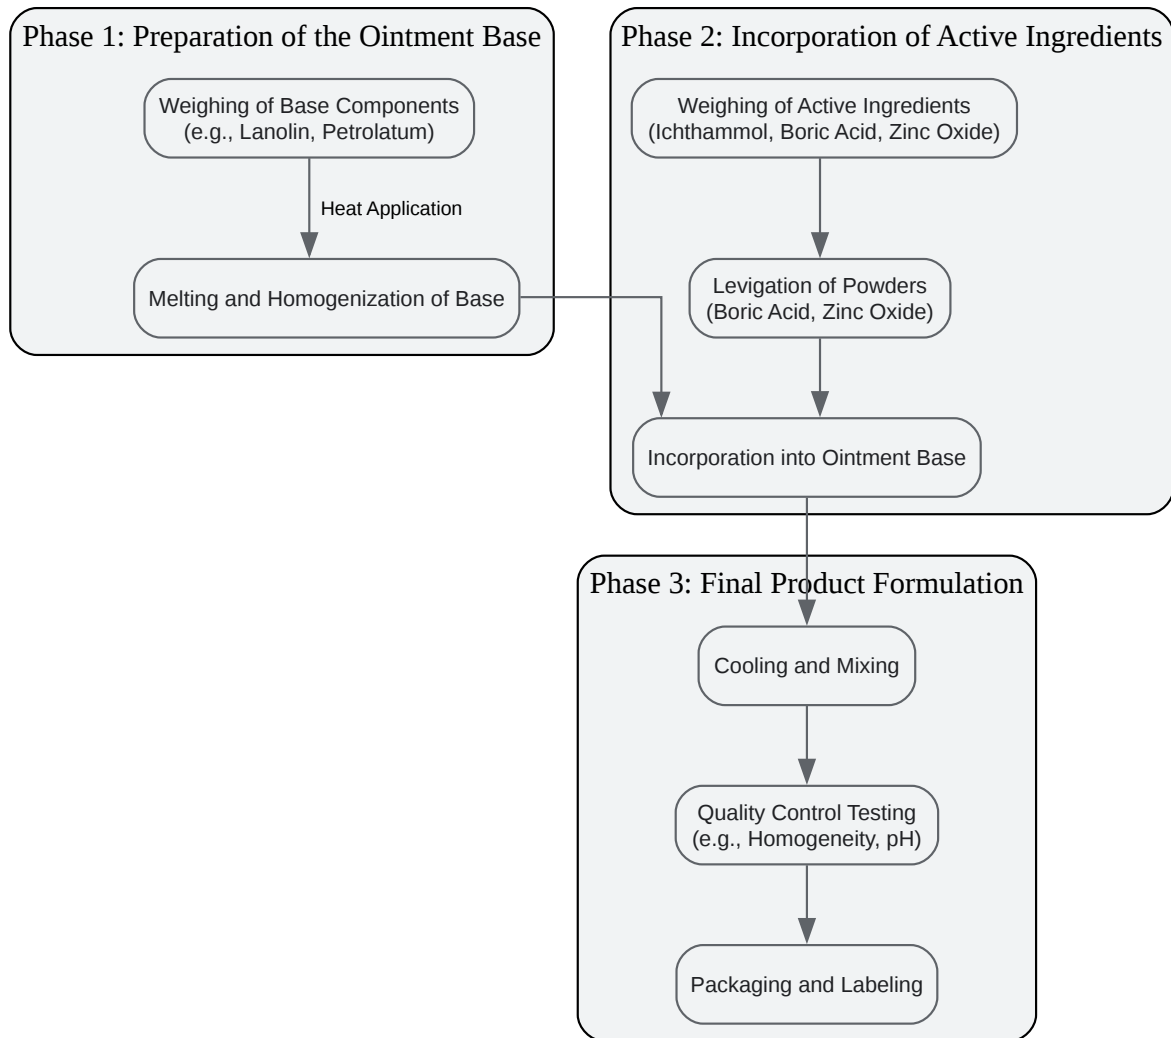 Phase 1: Preparation of the Ointment Base
Weighing of Base Components
(e.g., Lanolin, Petrolatum)
Heat Application
Melting and Homogenization of Base
Phase 2: Incorporation of Active Ingredients
Weighing of Active Ingredients
(Ichthammol, Boric Acid, Zinc Oxide)
Levigation of Powders
(Boric Acid, Zinc Oxide)
Incorporation into Ointment Base
Phase 3: Final Product Formulation
Cooling and Mixing
Quality Control Testing
(e.g., Homogeneity, pH)
Packaging and Labeling